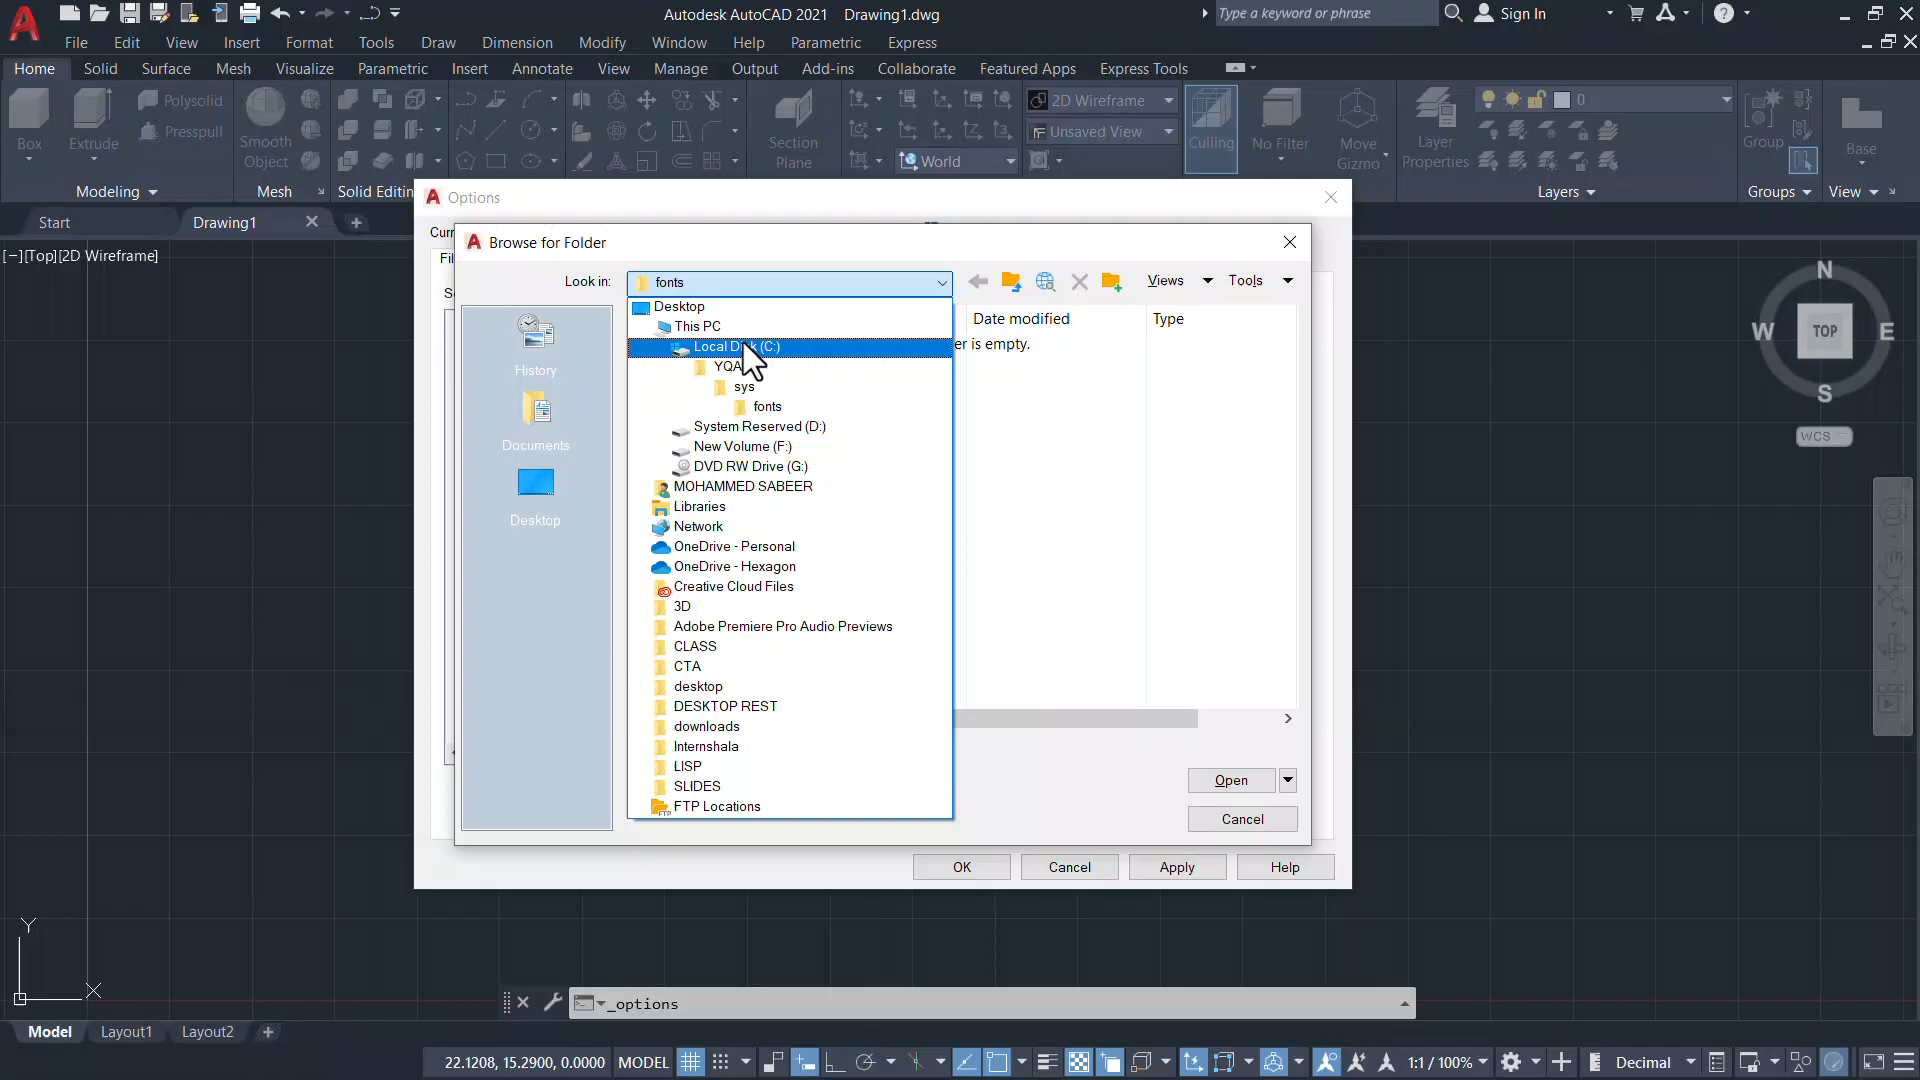 Autodesk AutoCAD 2021 Drawing1.dwg
Type a keyword or phrase
Sign In
File Edit View Insert Format Tools Draw Dimension Modify Window Help Parametric Express
Home Solid Surface Mesh Visualize Parametric Insert Annotate View Manage Output Add-ins Collaborate Featured Apps Express Tools
Box
Extrude
Polysolid
Presspull
Smooth
Object
Section
Plane
2D Wireframe
Unsaved View
World
Culling
No Filter
Move
Gizmo
Layer
Properties
0
Group
Base
Modeling
Mesh
Solid Editin
Layers
Groups
View
Start
Drawing1
[−][Top][2D Wireframe]
Options
Curr
Fil
Browse for Folder
Look in:
fonts
Views
Tools
Desktop
This PC
Local Disk (C:)
sys
fonts
System Reserved (D:)
New Volume (F:)
DVD RW Drive (G:)
MOHAMMED SABEER
Libraries
Network
OneDrive - Personal
OneDrive - Hexagon
Creative Cloud Files
3D
Adobe Premiere Pro Audio Previews
CLASS
CTA
desktop
DESKTOP REST
downloads
Internshala
LISP
SLIDES
FTP Locations
History
Documents
Desktop
Date modified
Type
er is empty.
Open
Cancel
OK
Cancel
Apply
Help
N
W
TOP
E
S
WCS
Y
X
_options
Model
Layout1
Layout2
22.1208, 15.2900, 0.0000
MODEL
1:1 / 100%
Decimal